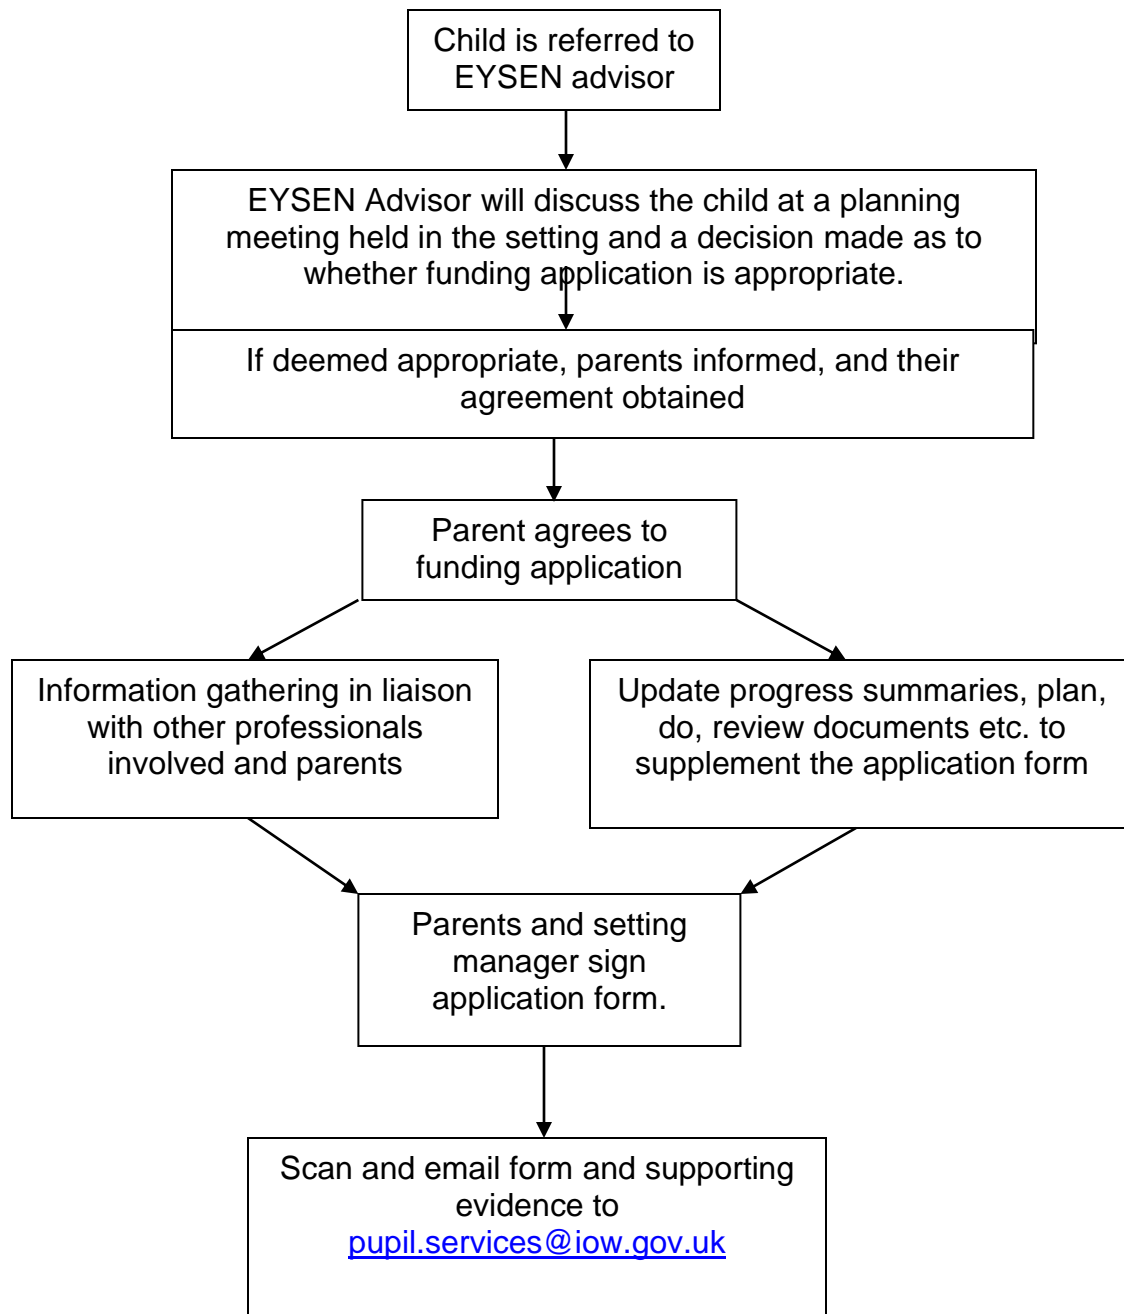 Child is referred to
EYSEN advisor
EYSEN Advisor will discuss the child at a planning
meeting held in the setting and a decision made as to
whether funding application is appropriate.
If deemed appropriate, parents informed, and their
agreement obtained
Parent agrees to
funding application
Information gathering in liaison
with other professionals
involved and parents
Update progress summaries, plan,
do, review documents etc. to
supplement the application form
Parents and setting
manager sign
application form.
Scan and email form and supporting
evidence to
pupil.services@iow.gov.uk